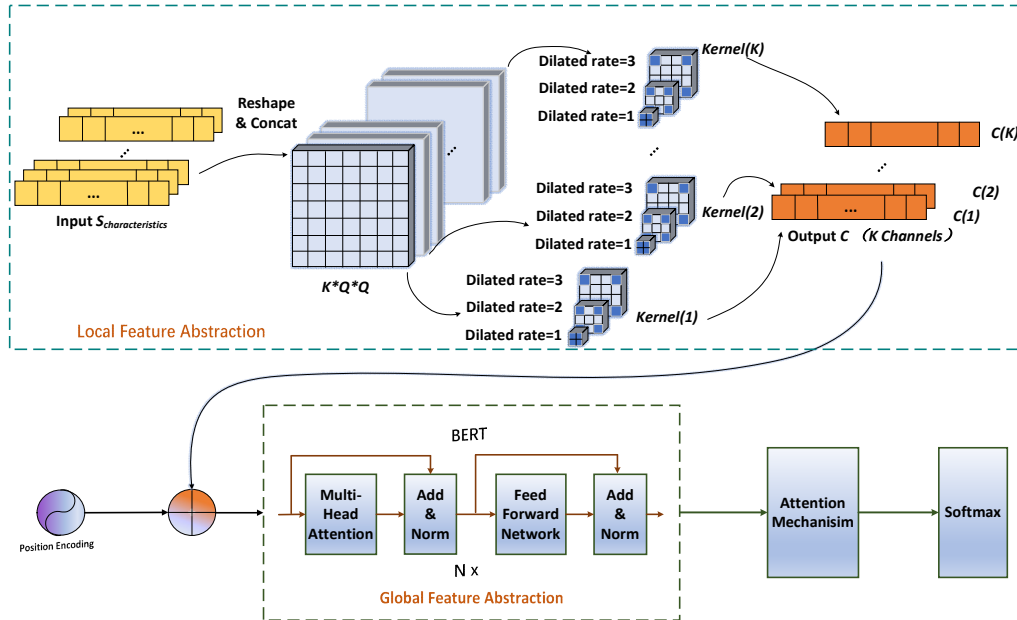 Dilated rate=3
Kernel(K)
Dilated rate=2
Dilated rate=1
Reshape
& Concat
...
...
...
...
C(K)
...
Input Scharacteristics
...
Dilated rate=3
Dilated rate=2
Dilated rate=1
Kernel(2)
...
...
C(2)
C(1)
Output C （K Channels）
K*Q*Q
Dilated rate=3
Dilated rate=2
Dilated rate=1
Kernel(1)
Local Feature Abstraction
BERT
Multi-
Head
Attention
Add
&
Norm
Feed
Forward
Network
Add
&
Norm
N x
Global Feature Abstraction
Position Encoding
Attention
Mechanisim
Softmax